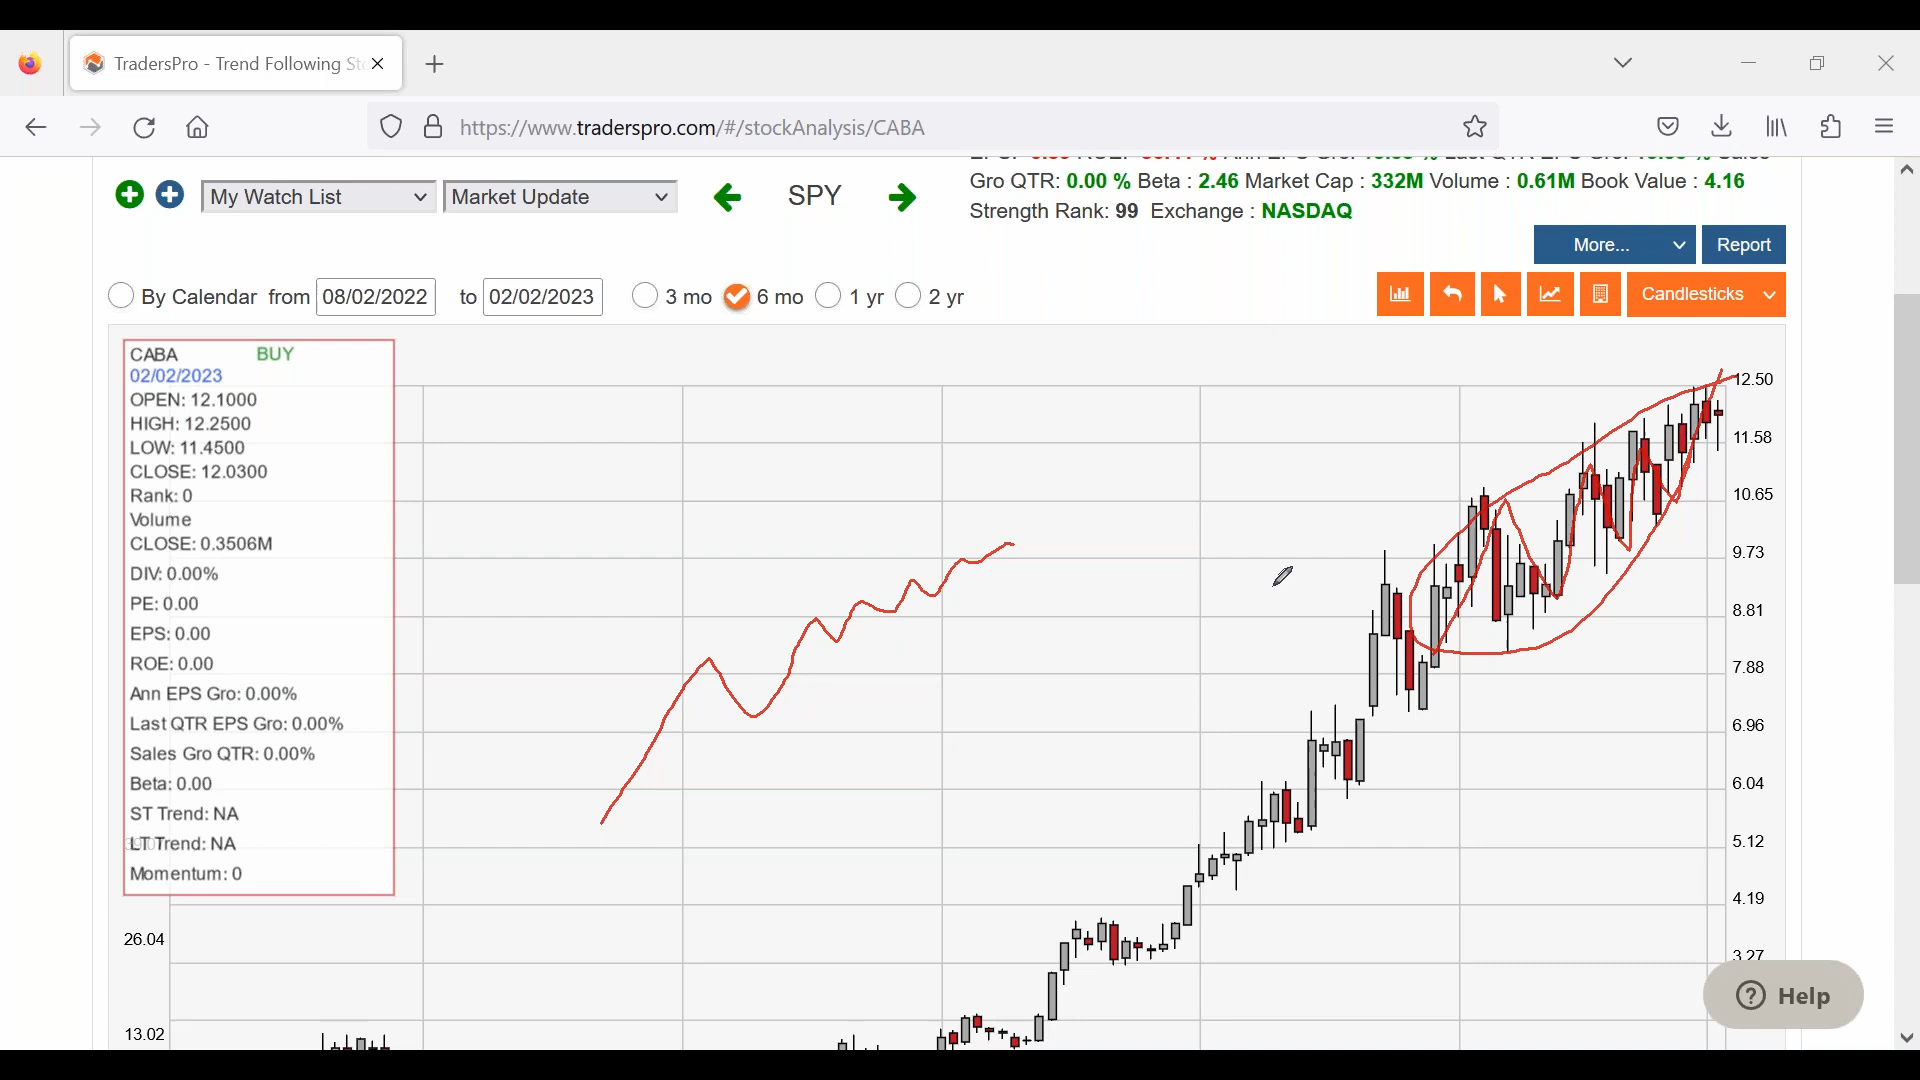 TradersPro - Trend Following St
https://www.traderspro.com/#/stockAnalysis/CABA
My Watch List
Market Update
SPY
Gro QTR: 0.00 % Beta : 2.46 Market Cap : 332M Volume : 0.61M Book Value : 4.16
Strength Rank: 99 Exchange : NASDAQ
More...
Report
By Calendar from 08/02/2022 to 02/02/2023 3 mo 6 mo 1 yr 2 yr
Candlesticks
CABA BUY
02/02/2023
OPEN: 12.1000
HIGH: 12.2500
LOW: 11.4500
CLOSE: 12.0300
Rank: 0
Volume
CLOSE: 0.3506M
DIV: 0.00%
PE: 0.00
EPS: 0.00
ROE: 0.00
Ann EPS Gro: 0.00%
Last QTR EPS Gro: 0.00%
Sales Gro QTR: 0.00%
Beta: 0.00
ST Trend: NA
LT Trend: NA
Momentum: 0
26.04
13.02
12.50
11.58
10.65
9.73
8.81
7.88
6.96
6.04
5.12
4.19
3.27
Help